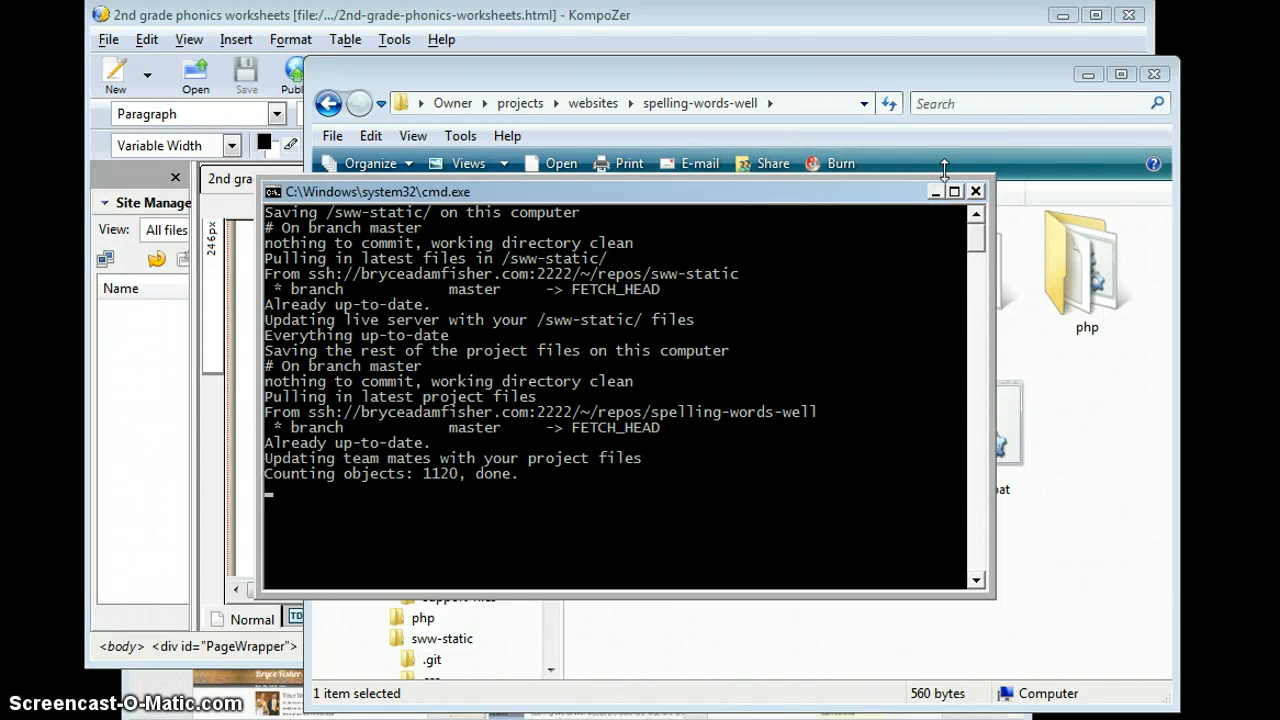 2nd grade phonics worksheets [file:/.../2nd-grade-phonics-worksheets.html] - KompoZer
File Edit View Insert Format Table Tools Help
New Open Save Publ
Paragraph
Variable Width
2nd gra
Site Manage
View: All files
Name
Normal
<body> <div id="PageWrapper">
Owner projects websites spelling-words-well
Search
File Edit View Tools Help
Organize Views Open Print E-mail Share Burn
C:\Windows\system32\cmd.exe
Saving /sww-static/ on this computer
# On branch master
nothing to commit, working directory clean
Pulling in latest files in /sww-static/
From ssh://bryceadamfisher.com:2222/~/repos/sww-static
* branch master -> FETCH_HEAD
Already up-to-date.
Updating live server with your /sww-static/ files
Everything up-to-date
Saving the rest of the project files on this computer
# On branch master
nothing to commit, working directory clean
Pulling in latest project files
From ssh://bryceadamfisher.com:2222/~/repos/spelling-words-well
* branch master -> FETCH_HEAD
Already up-to-date.
Updating team mates with your project files
Counting objects: 1120, done.
php
php
sww-static
.git
1 item selected
560 bytes
Computer
Screencast-O-Matic.com